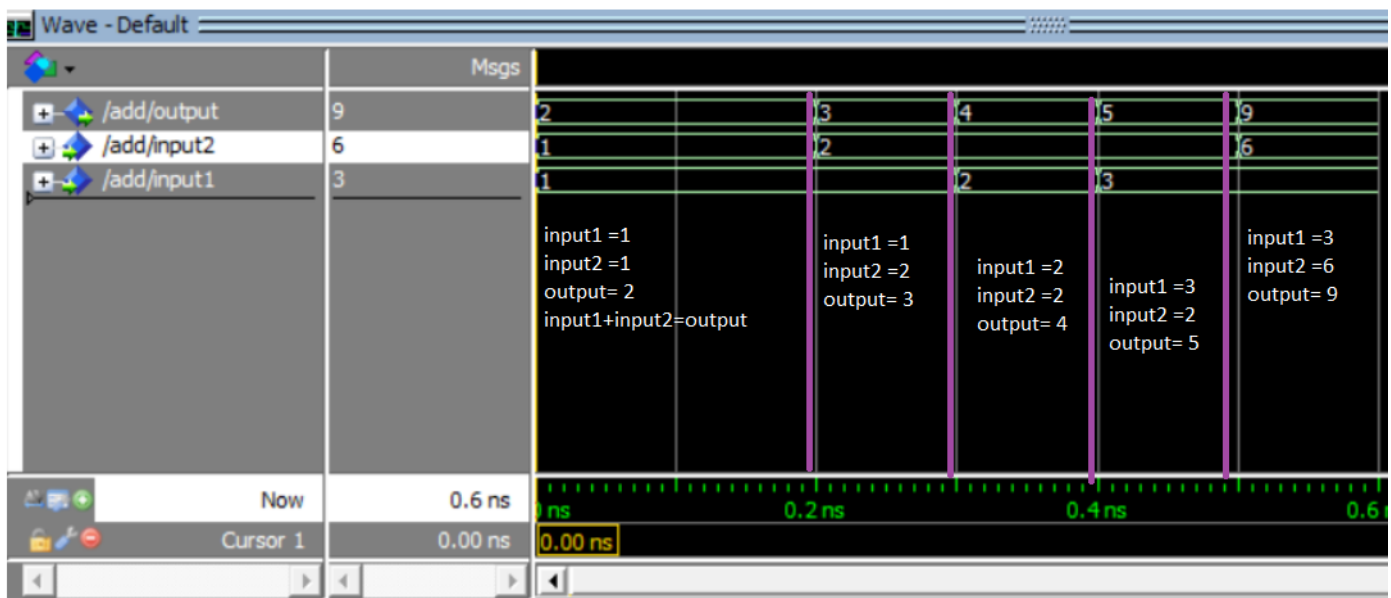 Wave - Default
Msgs
/add/output 9 2 3 4 5 9
/add/input2 6 1 2 6
/add/input1 3 1 2 3
input1 =1
input2 =1
output= 2
input1+input2=output
input1 =1
input2 =2
output= 3
input1 =2
input2 =2
output= 4
input1 =3
input2 =2
output= 5
input1 =3
input2 =6
output= 9
Now 0.6 ns ns 0.2 ns 0.4 ns 0.6
Cursor 1 0.00 ns 0.00 ns